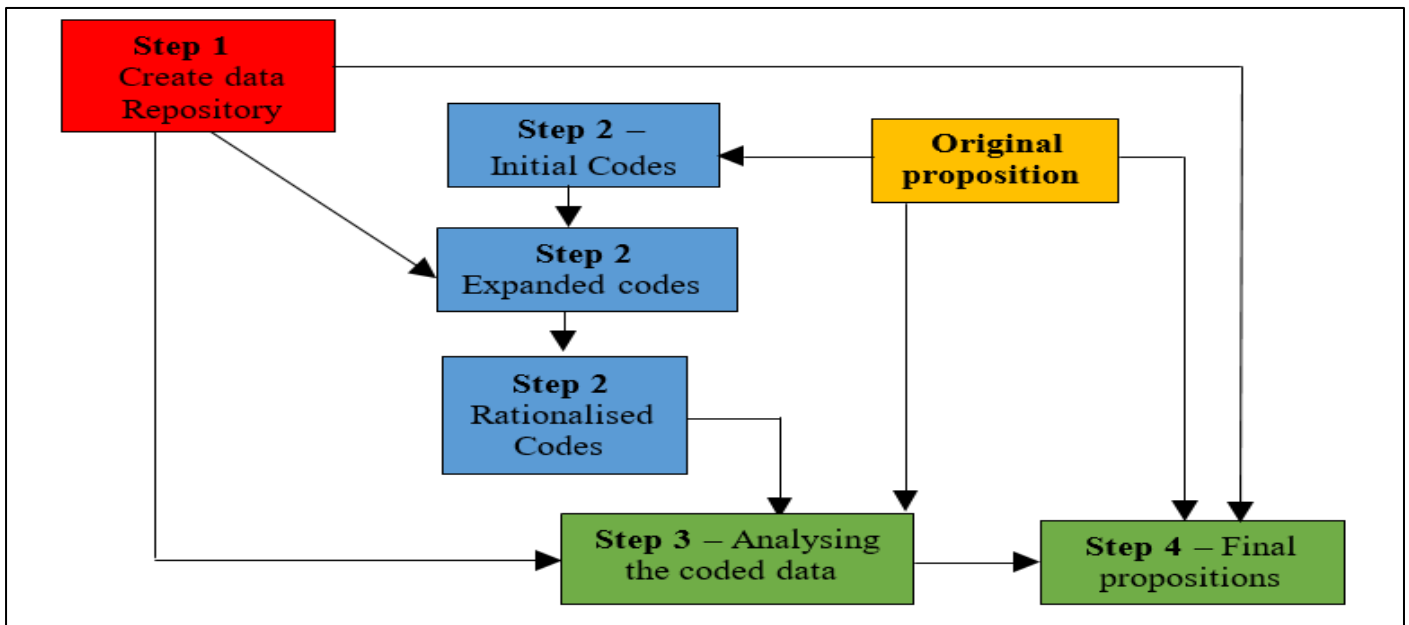 Step 1
Create data
Repository
Step 2 –
Initial Codes
Original
proposition
Step 2
Expanded codes
Step 2
Rationalised
Codes
Step 3 – Analysing
the coded data
Step 4 – Final
propositions